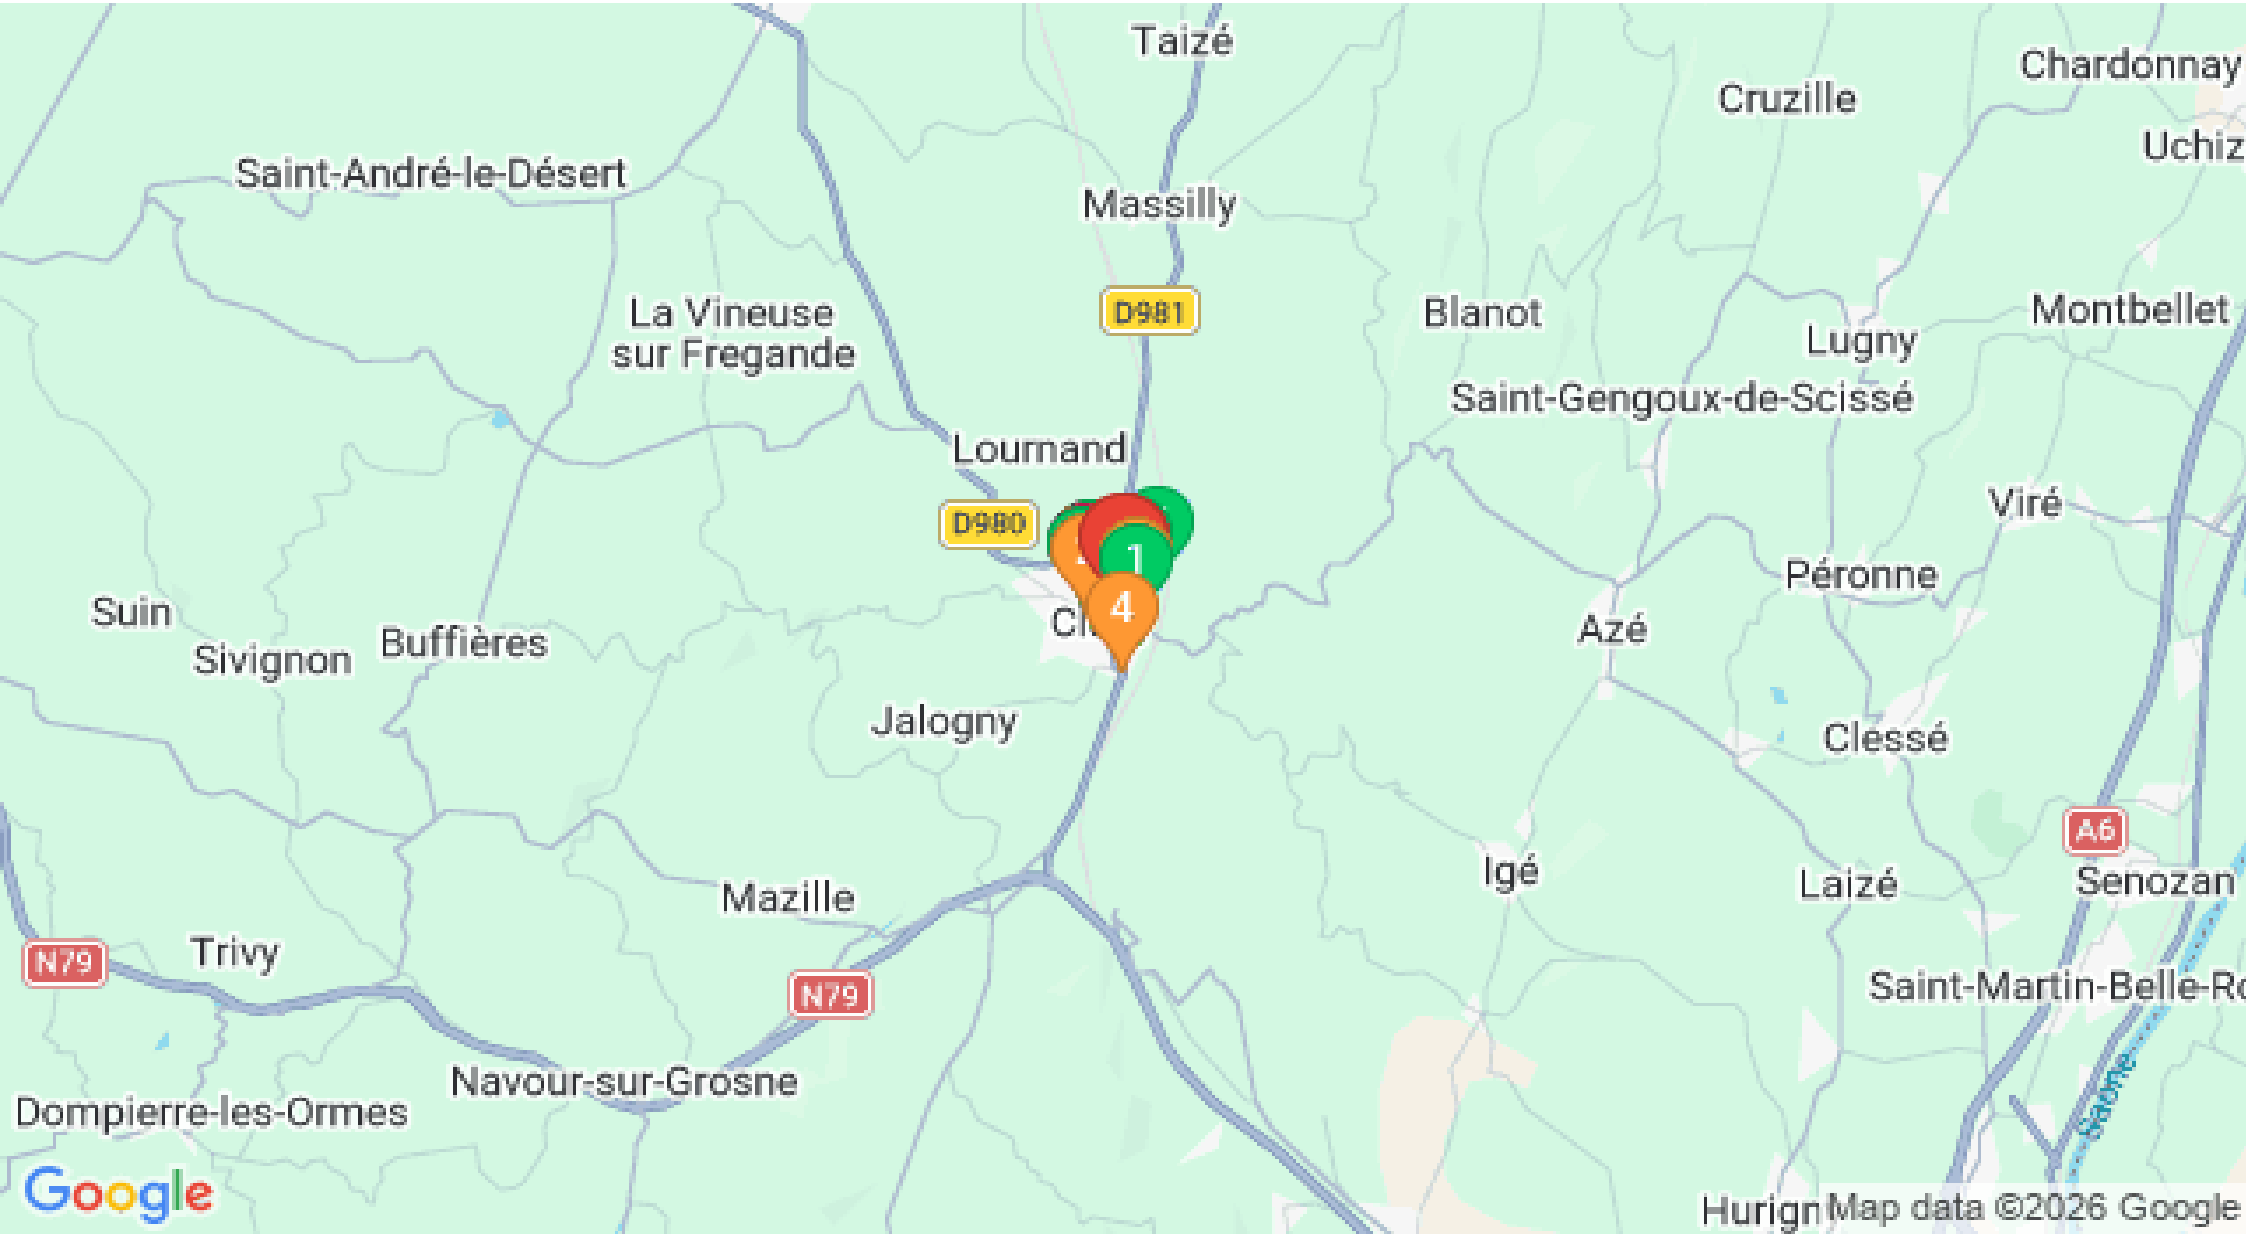 Taizé
Chardonnay
Cruzille
Uchiz
Saint-André-le-Désert
Massilly
D981
La Vineuse
sur Fregande
Blanot
Montbellet
Lugny
Saint-Gengoux-de-Scissé
Lournand
D980
Viré
1
Péronne
4
Suin
Cl
Azé
Buffières
Sivignon
Jalogny
Clessé
A6
Igé
Mazille
Laizé
Senozan
Trivy
N79
N79
Saint-Martin-Belle-Ro
Navour-sur-Grosne
Dompierre-les-Ormes
Saône
Google
Hurign
Map data ©2026 Google